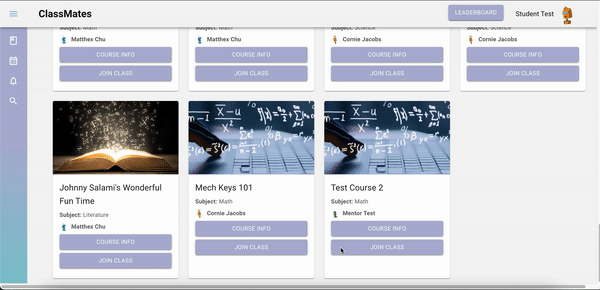 ClassMates
LEADERBOARD
Student Test
Subject: Math
Subject: Math
Subject: Science
Subject: Science
Matthex Chu
Matthex Chu
Cornie Jacobs
Cornie Jacobs
COURSE INFO
COURSE INFO
COURSE INFO
COURSE INFO
JOIN CLASS
JOIN CLASS
JOIN CLASS
JOIN CLASS
Johnny Salami's Wonderful
Fun Time
Subject: Literature
Matthex Chu
COURSE INFO
JOIN CLASS
Mech Keys 101
Subject: Math
Cornie Jacobs
COURSE INFO
JOIN CLASS
Test Course 2
Subject: Math
Mentor Test
COURSE INFO
JOIN CLASS